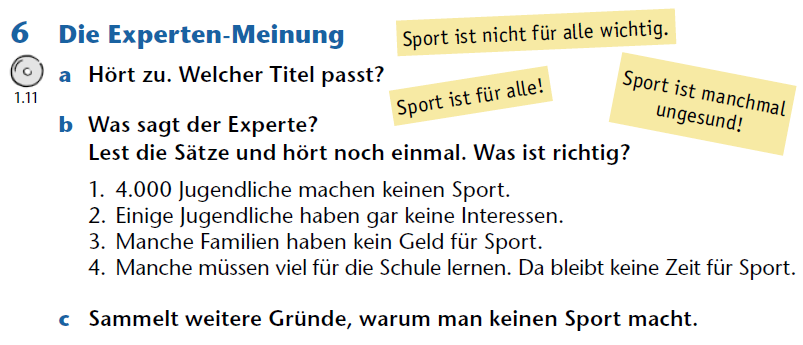 6 Die Experten-Meinung
Sport ist nicht für alle wichtig.
1.11
a Hört zu. Welcher Titel passt?
Sport ist für alle!
Sport ist manchmal
ungesund!
b Was sagt der Experte?
Lest die Sätze und hört noch einmal. Was ist richtig?
1. 4.000 Jugendliche machen keinen Sport.
2. Einige Jugendliche haben gar keine Interessen.
3. Manche Familien haben kein Geld für Sport.
4. Manche müssen viel für die Schule lernen. Da bleibt keine Zeit für Sport.
c Sammelt weitere Gründe, warum man keinen Sport macht.